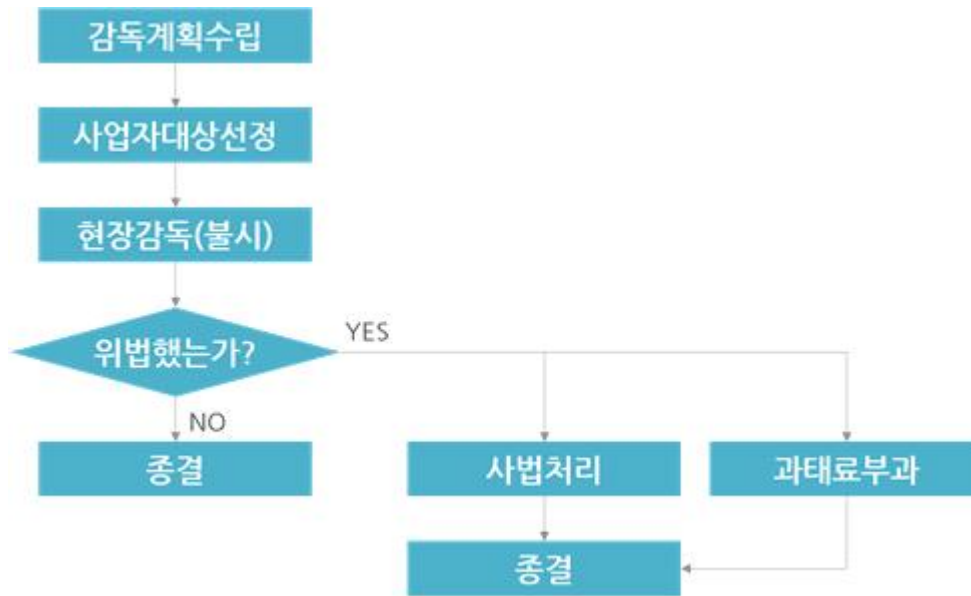 감독계획수립
사업자대상선정
현장감독(불시)
위법했는가?
YES
NO
종결
사법처리
과태료부과
종결